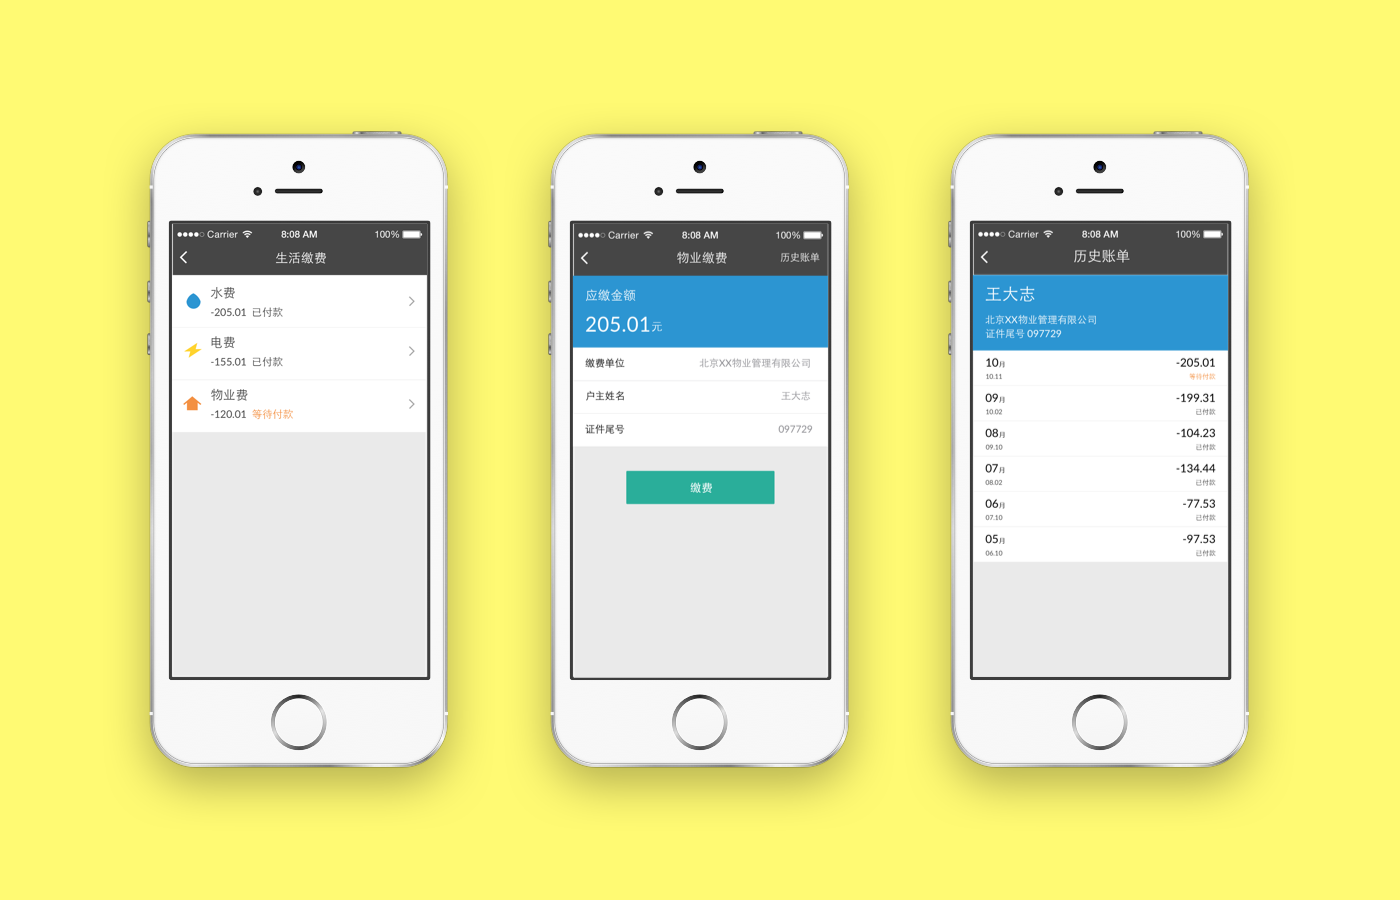 ●●●●○ Carrier 8:08 AM 100%
生活缴费
水费
-205.01 已付款
电费
-155.01 已付款
物业费
-120.01 等待付款
●●●●○ Carrier 8:08 AM 100%
物业缴费 历史账单
应缴金额
205.01元
缴费单位 北京XX物业管理有限公司
户主姓名 王大志
证件尾号 097729
缴费
●●●●○ Carrier 8:08 AM 100%
历史账单
王大志
北京XX物业管理有限公司
证件尾号 097729
10月 -205.01
10.11 等待付款
09月 -199.31
10.02 已付款
08月 -104.23
09.10 已付款
07月 -134.44
08.02 已付款
06月 -77.53
07.10 已付款
05月 -97.53
06.10 已付款